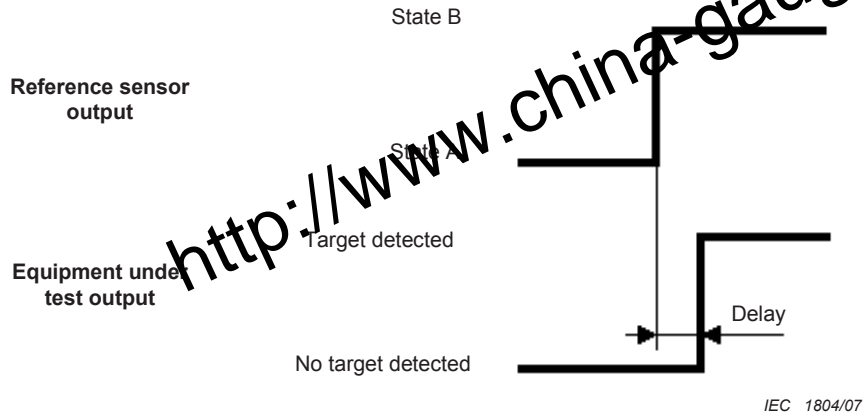 State B
Reference sensor
output
State A
Target detected
Equipment under
test output
Delay
No target detected
IEC 1804/07
http://www.china-gau